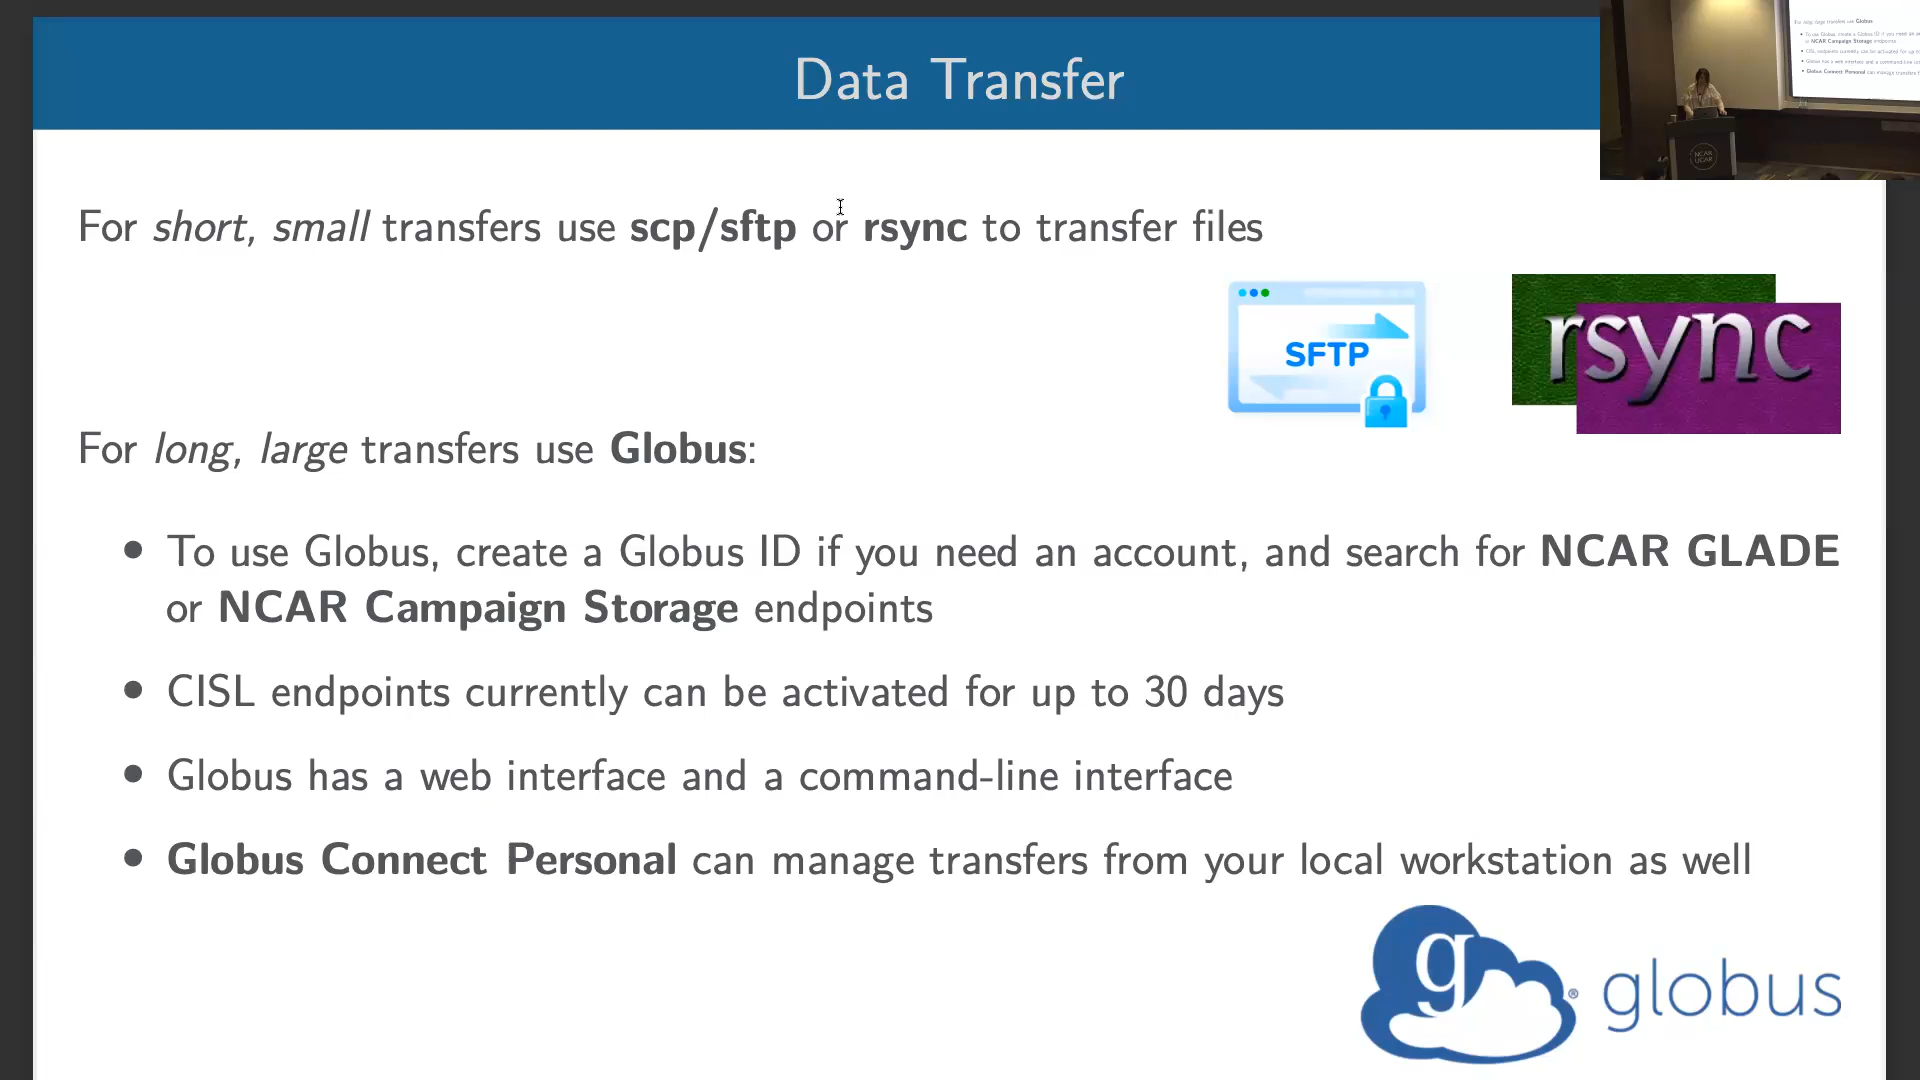 Data Transfer
For short, small transfers use scp/sftp or rsync to transfer files
SFTP
rsync
For long, large transfers use Globus:
• To use Globus, create a Globus ID if you need an account, and search for NCAR GLADE
or NCAR Campaign Storage endpoints
• CISL endpoints currently can be activated for up to 30 days
• Globus has a web interface and a command-line interface
• Globus Connect Personal can manage transfers from your local workstation as well
g
® globus
NCAR
UCAR